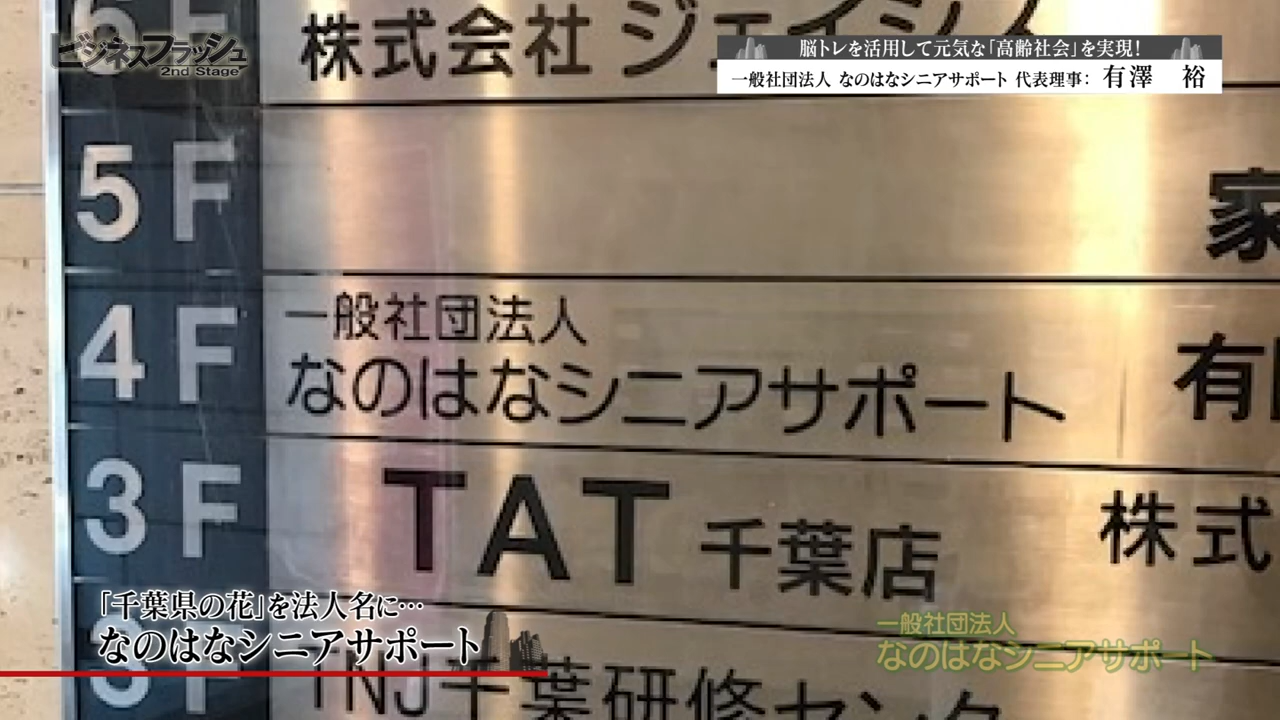 6F
株式会社 ジェイシス
ビジネスフラッシュ
2nd Stage
脳トレを活用して元気な「高齢社会」を実現!
一般社団法人 なのはなシニアサポート 代表理事: 有澤 裕
5F
家
4F
一般社団法人
なのはなシニアサポート
有
3F
TAT 千葉店
株式
「千葉県の花」を法人名に…
なのはなシニアサポート
TNJ千葉研修センタ
一般社団法人
なのはなシニアサポート